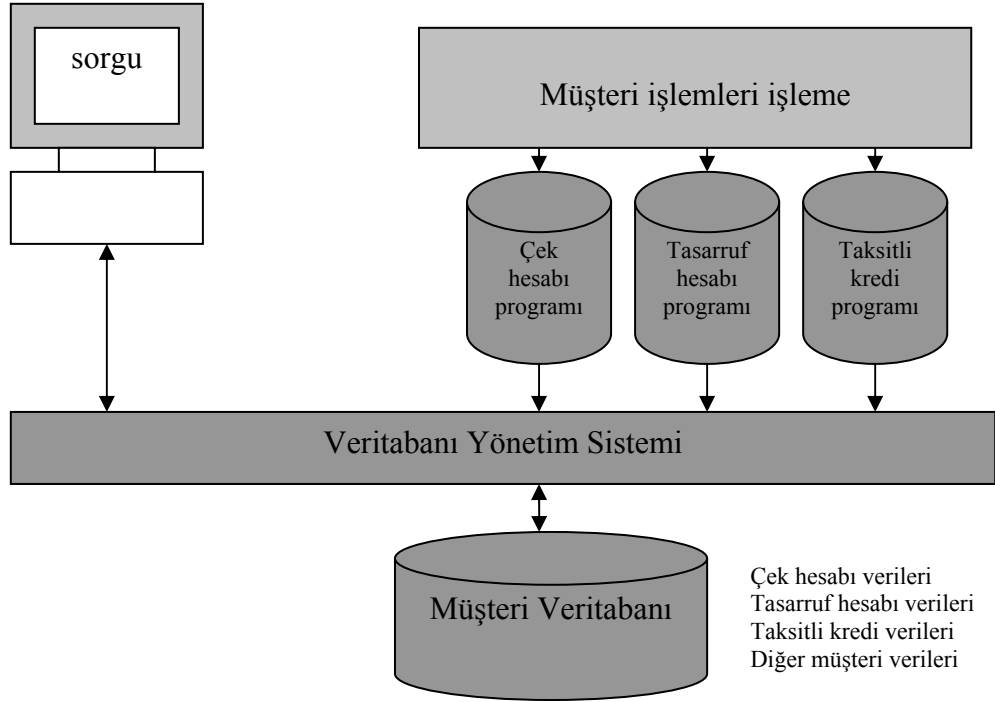 sorgu
Müşteri işlemleri işleme
Çek
hesabı
programı
Tasarruf
hesabı
programı
Taksitli
kredi
programı
Veritabanı Yönetim Sistemi
Müşteri Veritabanı
Çek hesabı verileri
Tasarruf hesabı verileri
Taksitli kredi verileri
Diğer müşteri verileri